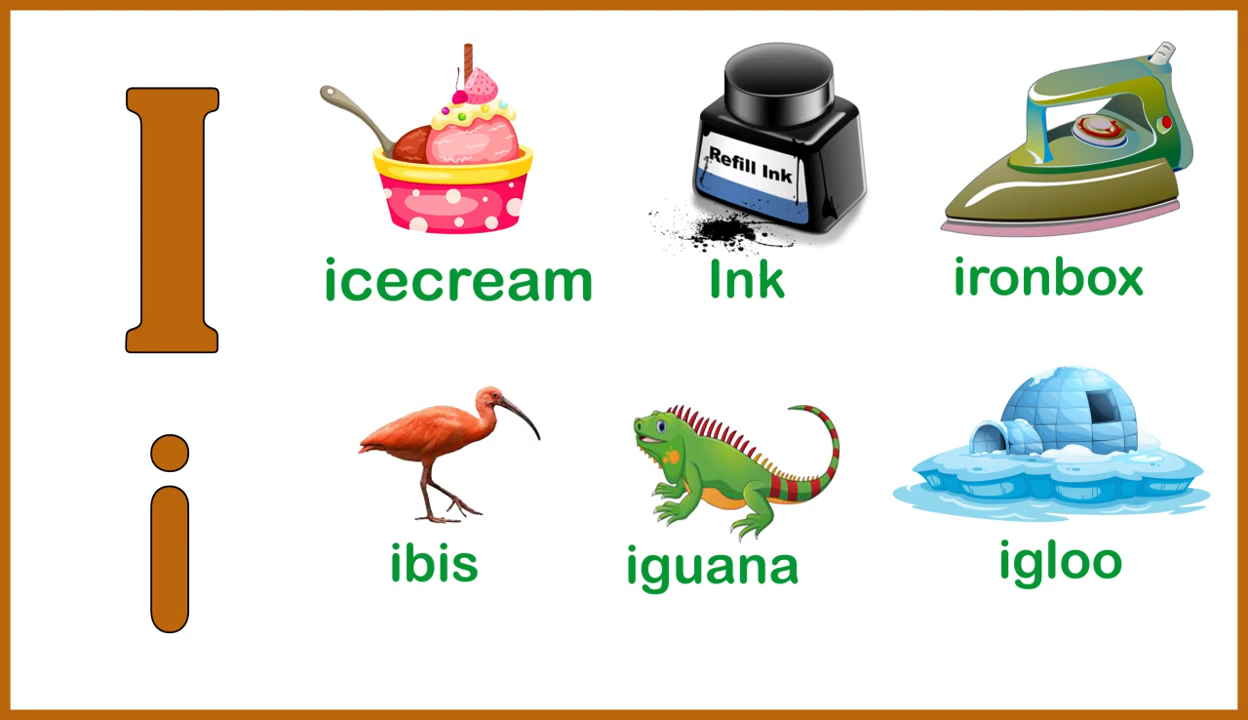 I
icecream
Refill Ink
Ink
ironbox
i
ibis
iguana
igloo